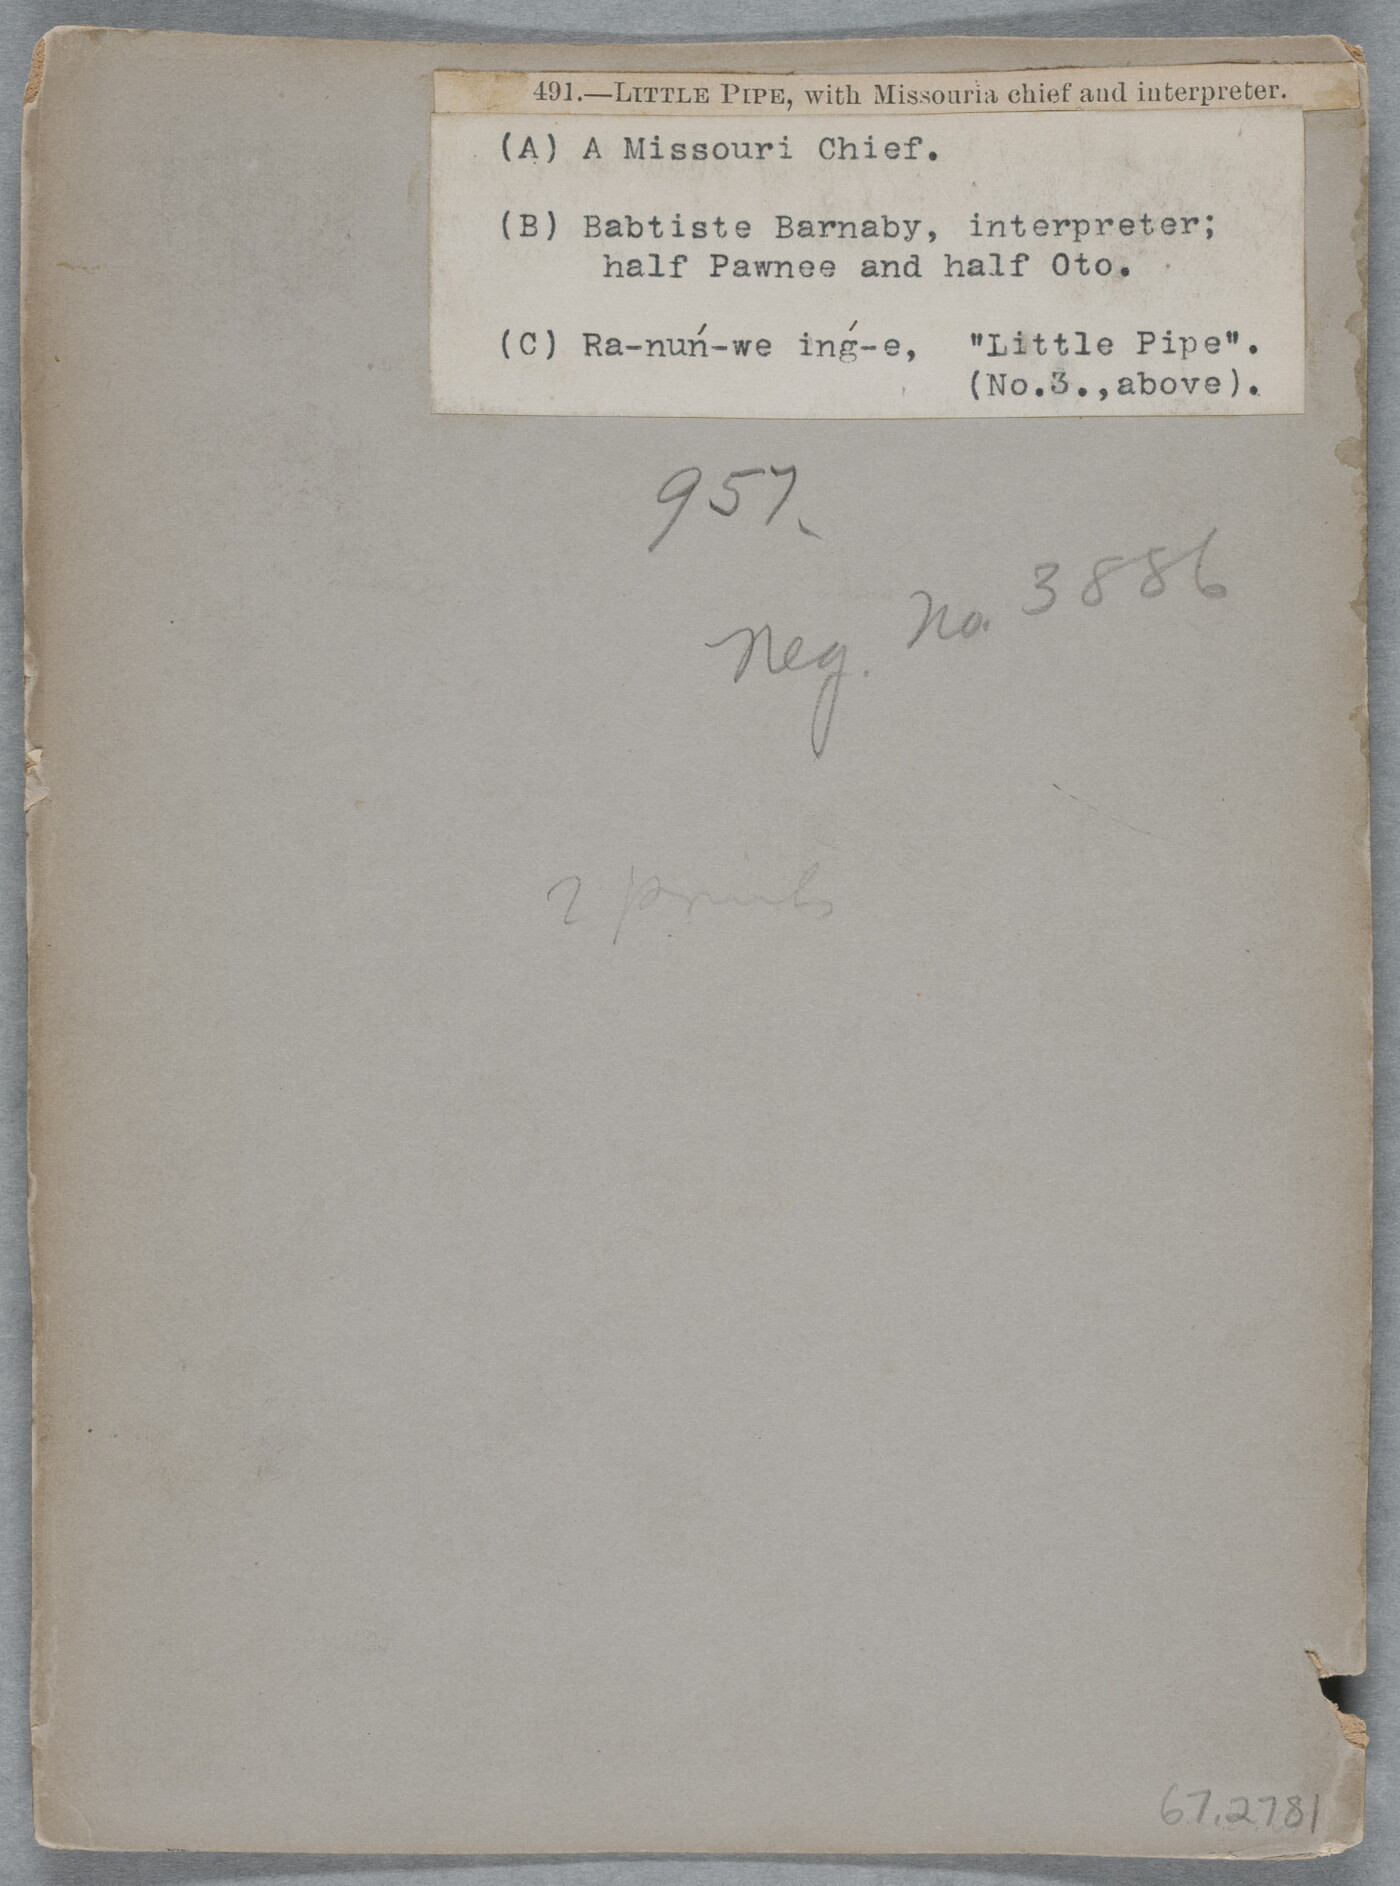 491.—LITTLE PIPE, with Missouria chief and interpreter.
(A) A Missouri Chief.
(B) Babtiste Barnaby, interpreter;
half Pawnee and half Oto.
(C) Ra-nuń-we inǵ-e, "Little Pipe".
(No.3.,above).
957.
Neg. No. 3886
2 prints
67.2781